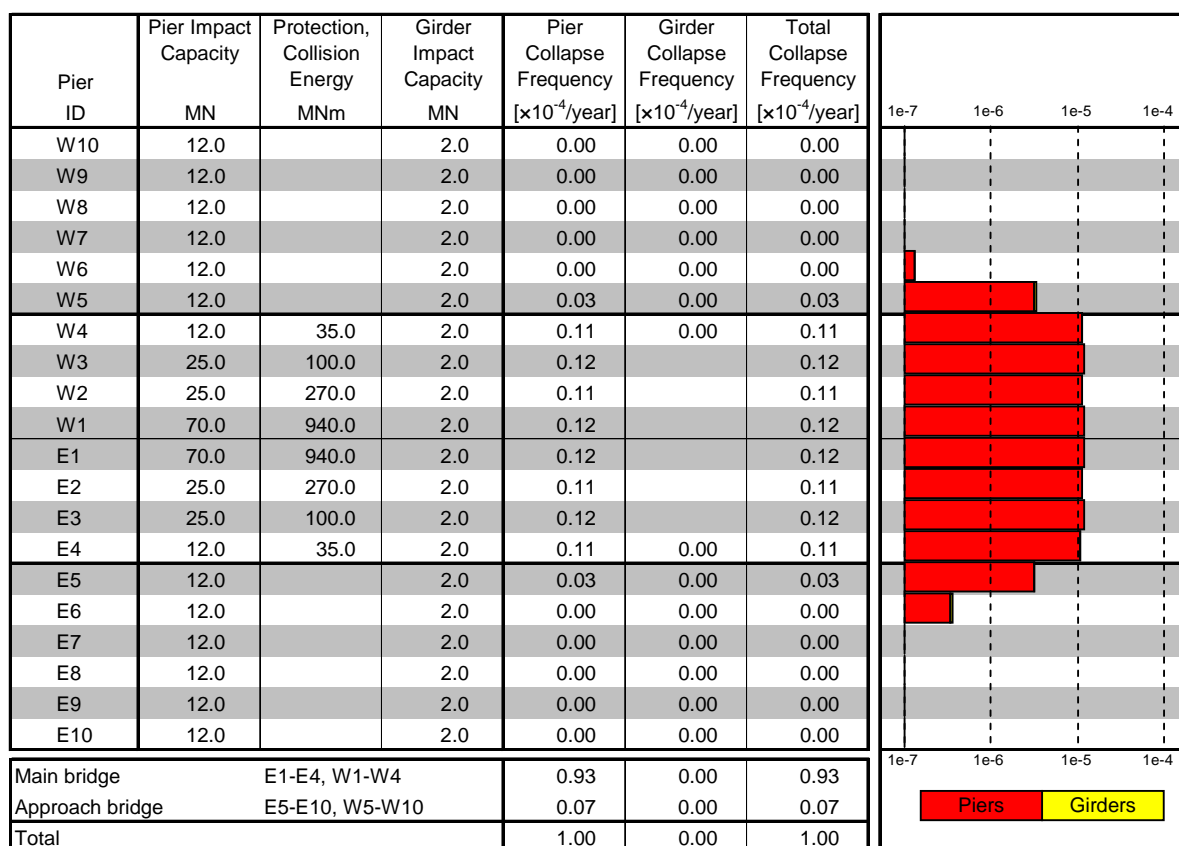 Pier Impact Protection, Girder Pier Girder Total
Capacity Collision Impact Collapse Collapse Collapse
Pier Energy Capacity Frequency Frequency Frequency
ID MN MNm MN [×10⁻⁴/year] [×10⁻⁴/year] [×10⁻⁴/year] 1e-7 1e-6 1e-5 1e-4
W10 12.0 2.0 0.00 0.00 0.00
W9 12.0 2.0 0.00 0.00 0.00
W8 12.0 2.0 0.00 0.00 0.00
W7 12.0 2.0 0.00 0.00 0.00
W6 12.0 2.0 0.00 0.00 0.00
W5 12.0 2.0 0.03 0.00 0.03
W4 12.0 35.0 2.0 0.11 0.00 0.11
W3 25.0 100.0 2.0 0.12 0.12
W2 25.0 270.0 2.0 0.11 0.11
W1 70.0 940.0 2.0 0.12 0.12
E1 70.0 940.0 2.0 0.12 0.12
E2 25.0 270.0 2.0 0.11 0.11
E3 25.0 100.0 2.0 0.12 0.12
E4 12.0 35.0 2.0 0.11 0.00 0.11
E5 12.0 2.0 0.03 0.00 0.03
E6 12.0 2.0 0.00 0.00 0.00
E7 12.0 2.0 0.00 0.00 0.00
E8 12.0 2.0 0.00 0.00 0.00
E9 12.0 2.0 0.00 0.00 0.00
E10 12.0 2.0 0.00 0.00 0.00
1e-7 1e-6 1e-5 1e-4
Main bridge E1-E4, W1-W4 0.93 0.00 0.93
Approach bridge E5-E10, W5-W10 0.07 0.00 0.07
Piers Girders
Total 1.00 0.00 1.00